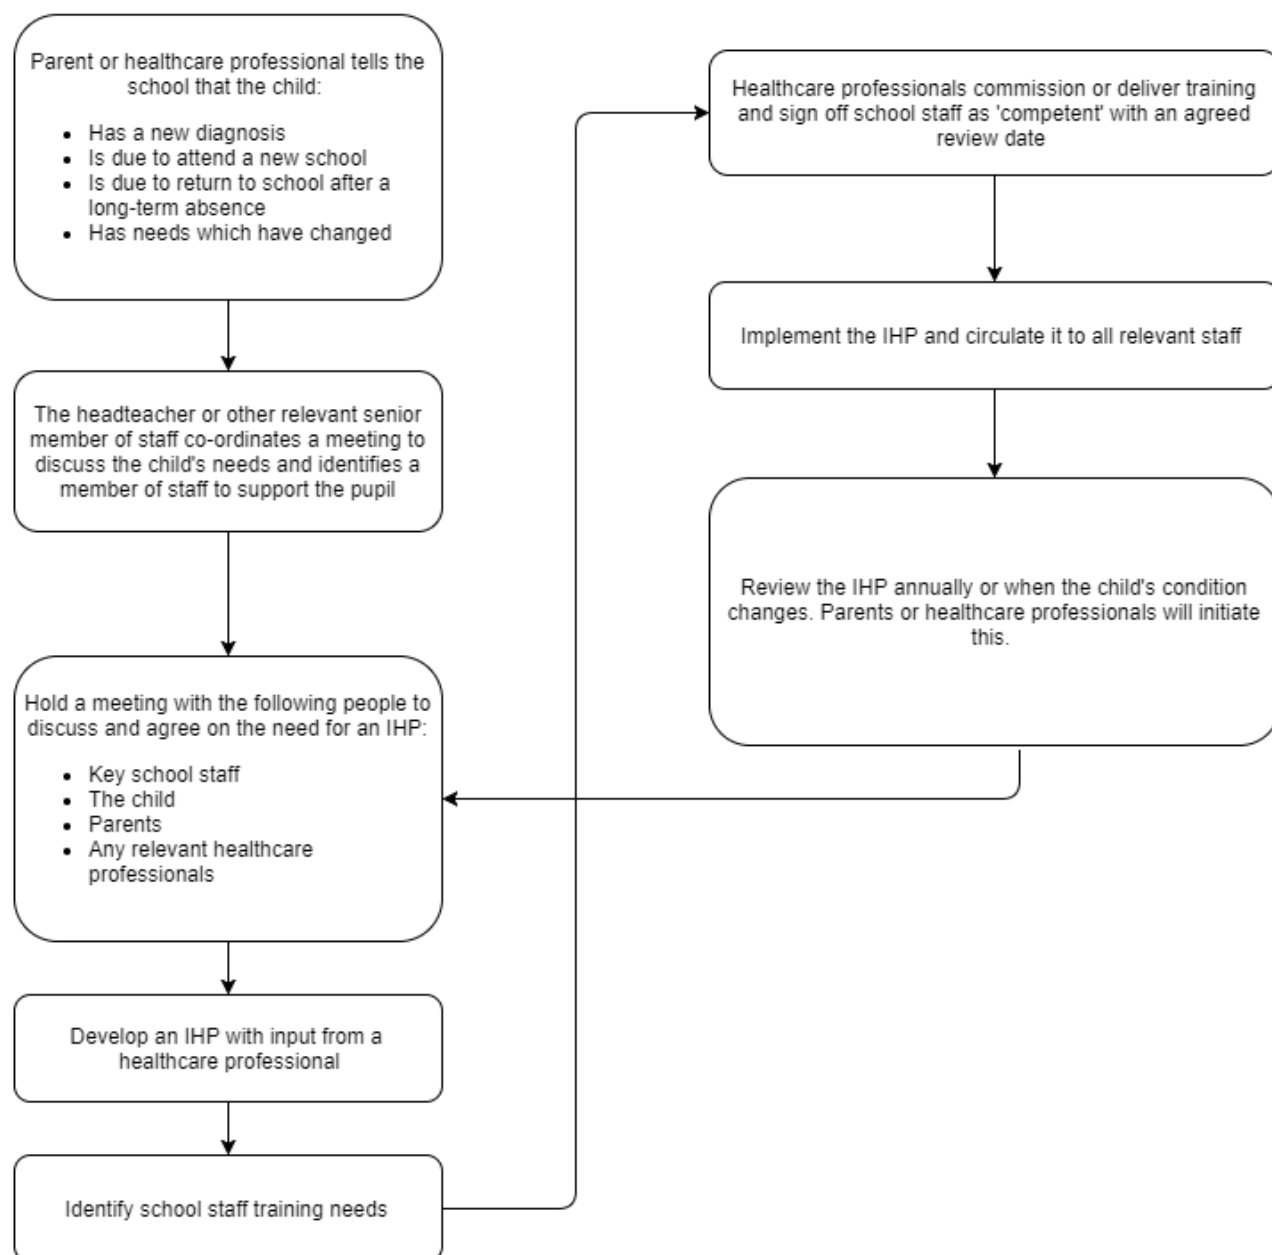 Parent or healthcare professional tells the
school that the child:
• Has a new diagnosis
• Is due to attend a new school
• Is due to return to school after a
long-term absence
• Has needs which have changed
The headteacher or other relevant senior
member of staff co-ordinates a meeting to
discuss the child's needs and identifies a
member of staff to support the pupil
Hold a meeting with the following people to
discuss and agree on the need for an IHP:
• Key school staff
• The child
• Parents
• Any relevant healthcare
professionals
Develop an IHP with input from a
healthcare professional
Identify school staff training needs
Healthcare professionals commission or deliver training
and sign off school staff as 'competent' with an agreed
review date
Implement the IHP and circulate it to all relevant staff
Review the IHP annually or when the child's condition
changes. Parents or healthcare professionals will initiate
this.